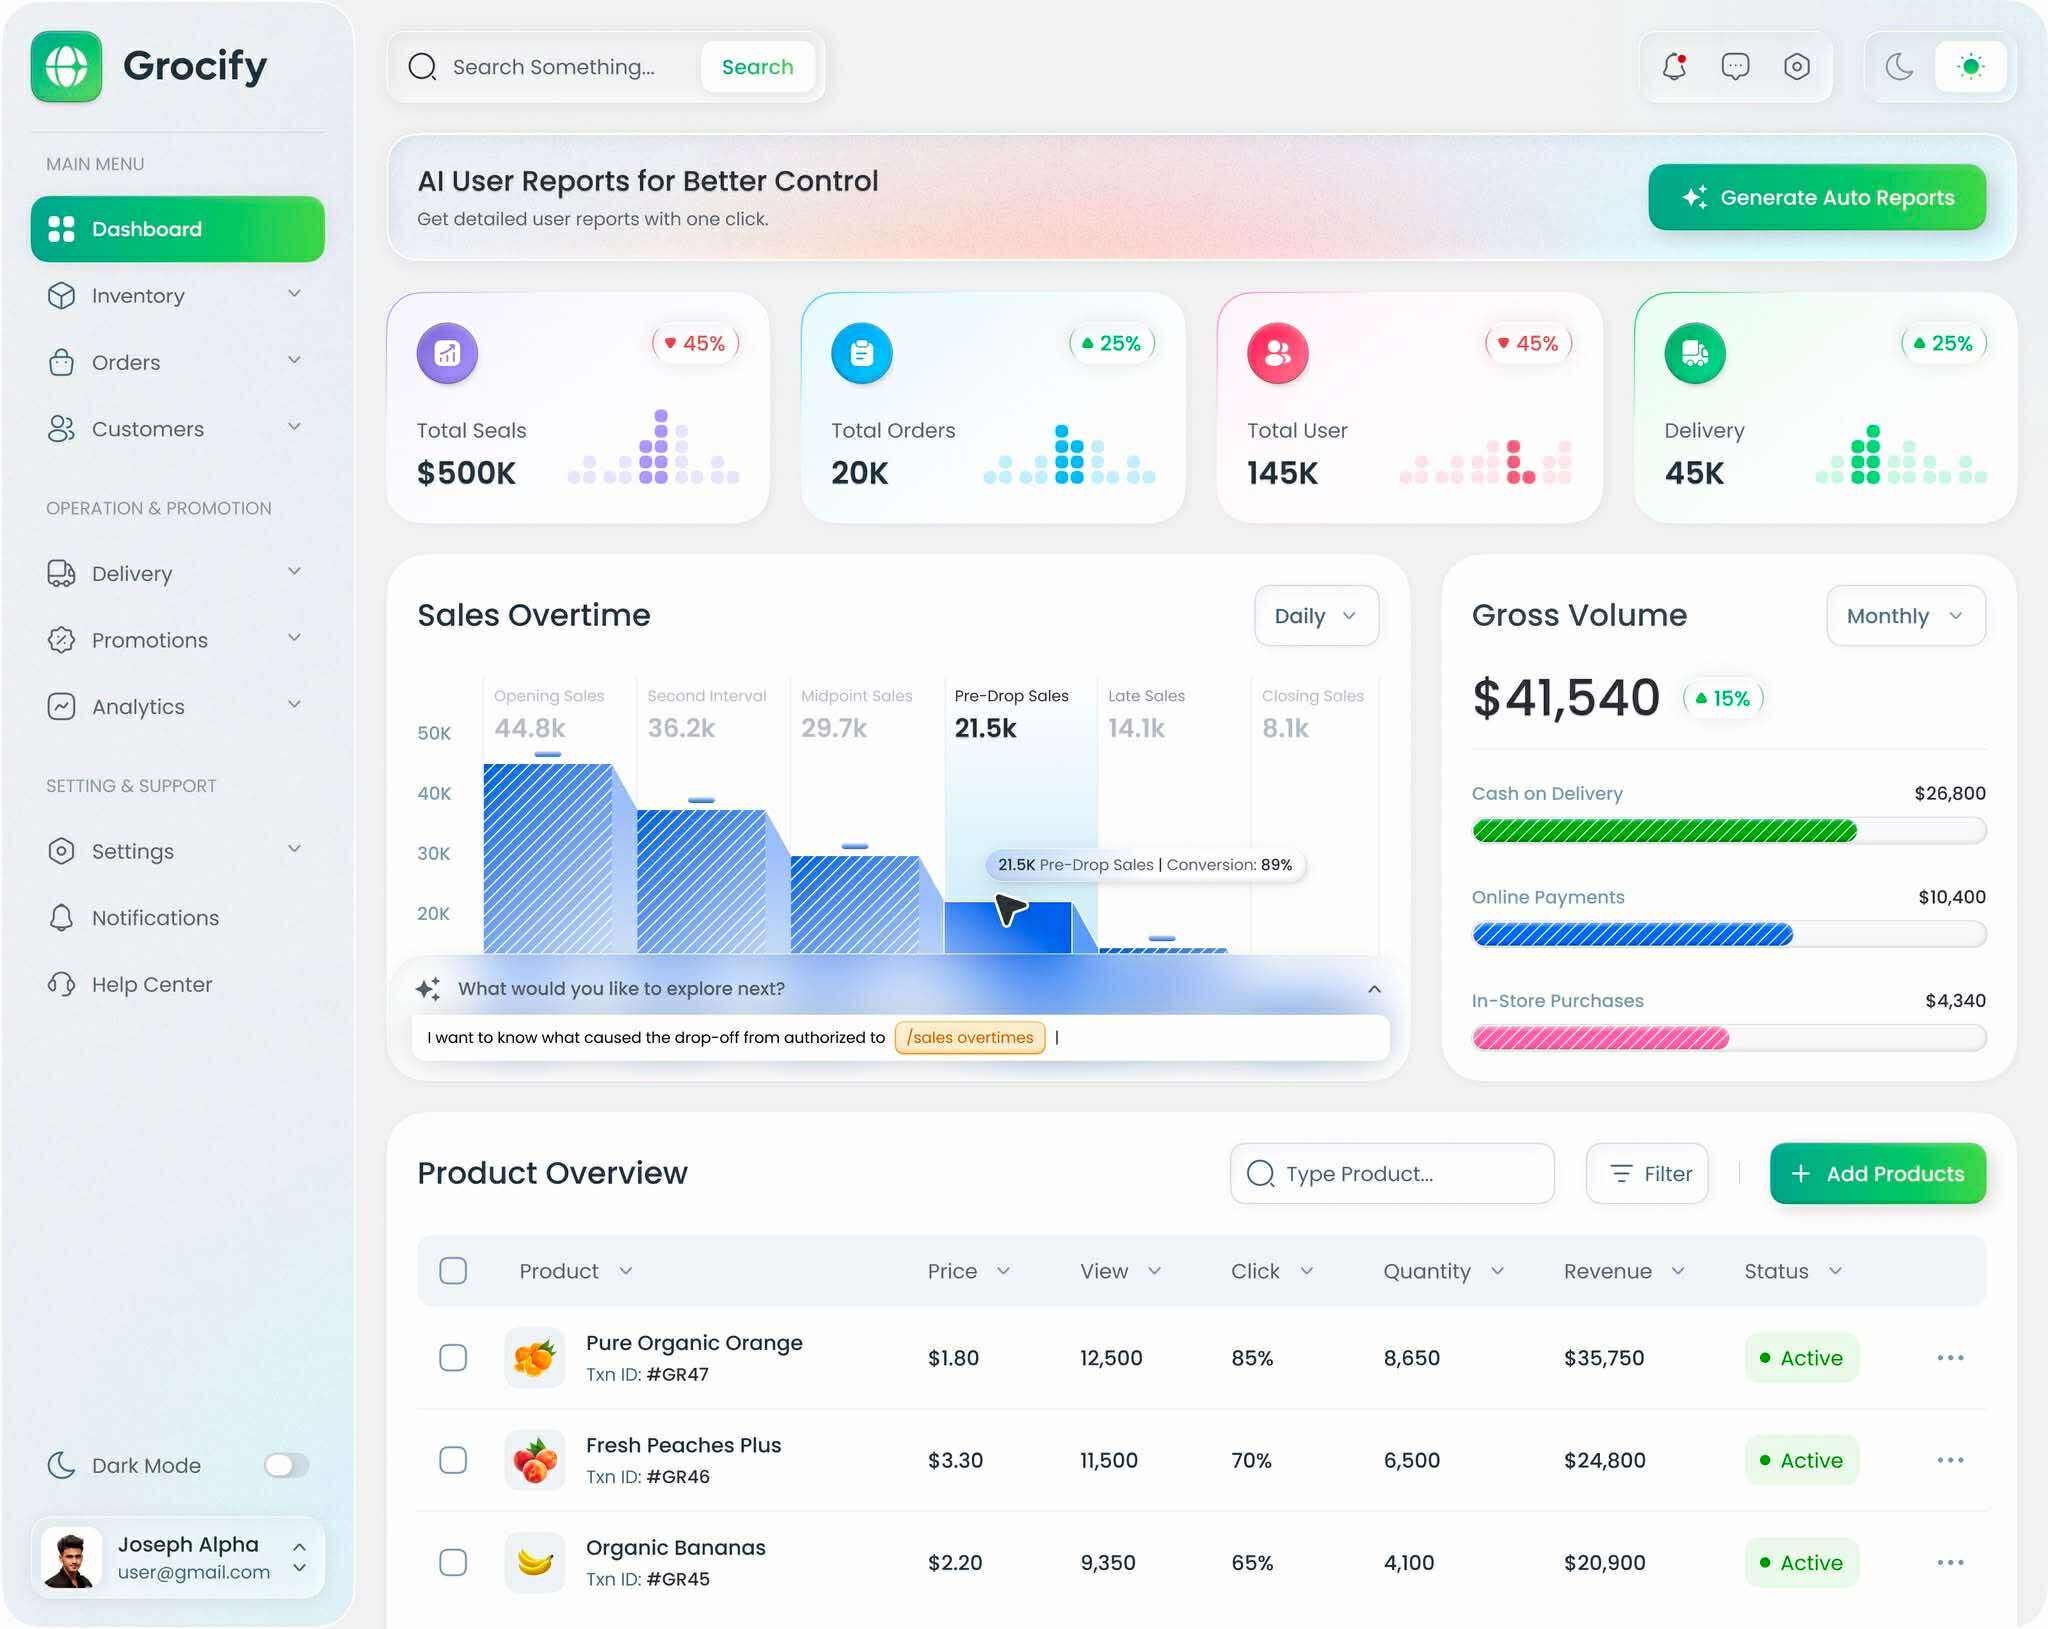 Grocify
MAIN MENU
Dashboard
Inventory
Orders
Customers
OPERATION & PROMOTION
Delivery
Promotions
Analytics
SETTING & SUPPORT
Settings
Notifications
Help Center
Dark Mode
Joseph Alpha
user@gmail.com
Search Something...
Search
AI User Reports for Better Control
Get detailed user reports with one click.
Generate Auto Reports
45%
Total Seals
$500K
25%
Total Orders
20K
45%
Total User
145K
25%
Delivery
45K
Sales Overtime
Daily
Opening Sales
44.8k
Second Interval
36.2k
Midpoint Sales
29.7k
Pre-Drop Sales
21.5k
Late Sales
14.1k
Closing Sales
8.1k
50K
40K
30K
20K
21.5K Pre-Drop Sales | Conversion: 89%
What would you like to explore next?
I want to know what caused the drop-off from authorized to /sales overtimes |
Gross Volume
Monthly
$41,540
15%
Cash on Delivery $26,800
Online Payments $10,400
In-Store Purchases $4,340
Product Overview
Type Product...
Filter
+ Add Products
Product Price View Click Quantity Revenue Status
Pure Organic Orange
Txn ID: #GR47
$1.80 12,500 85% 8,650 $35,750 Active
Fresh Peaches Plus
Txn ID: #GR46
$3.30 11,500 70% 6,500 $24,800 Active
Organic Bananas
Txn ID: #GR45
$2.20 9,350 65% 4,100 $20,900 Active